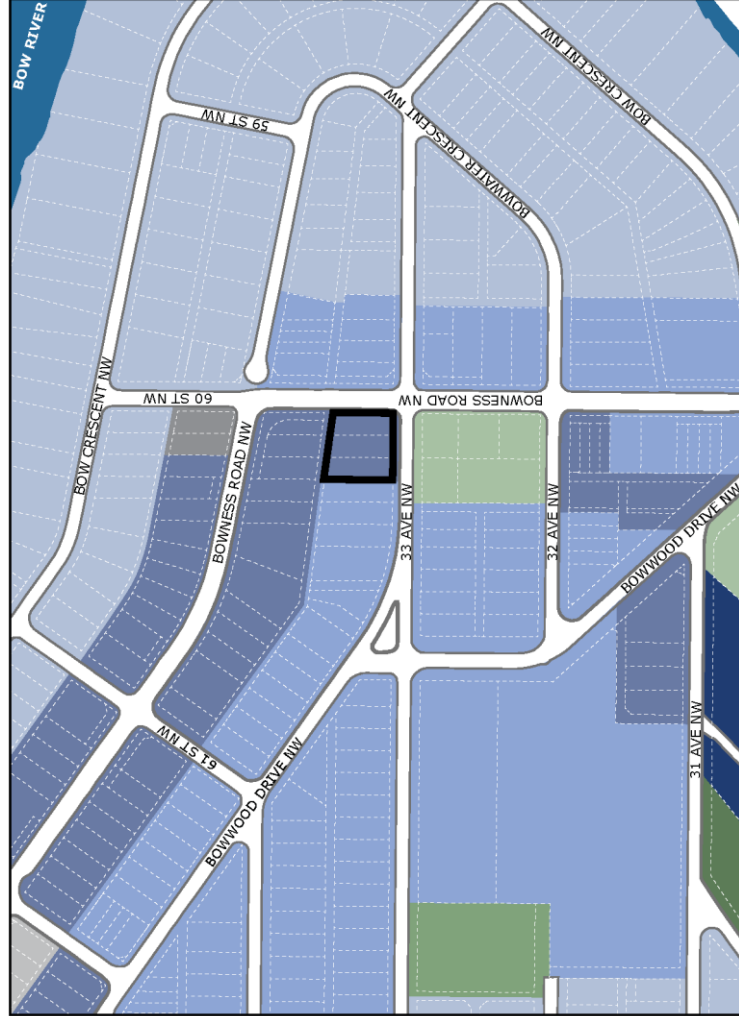 BOW RIVER
59 ST NW
BOWWATER CRESCENT NW
BOW CRESCENT NW
BOW CRESCENT NW
60 ST NW
BOWNESS ROAD NW
BOWNESS ROAD NW
33 AVE NW
32 AVE NW
BOWWOOD DRIVE NW
61 ST NW
BOWWOOD DRIVE NW
31 AVE NW